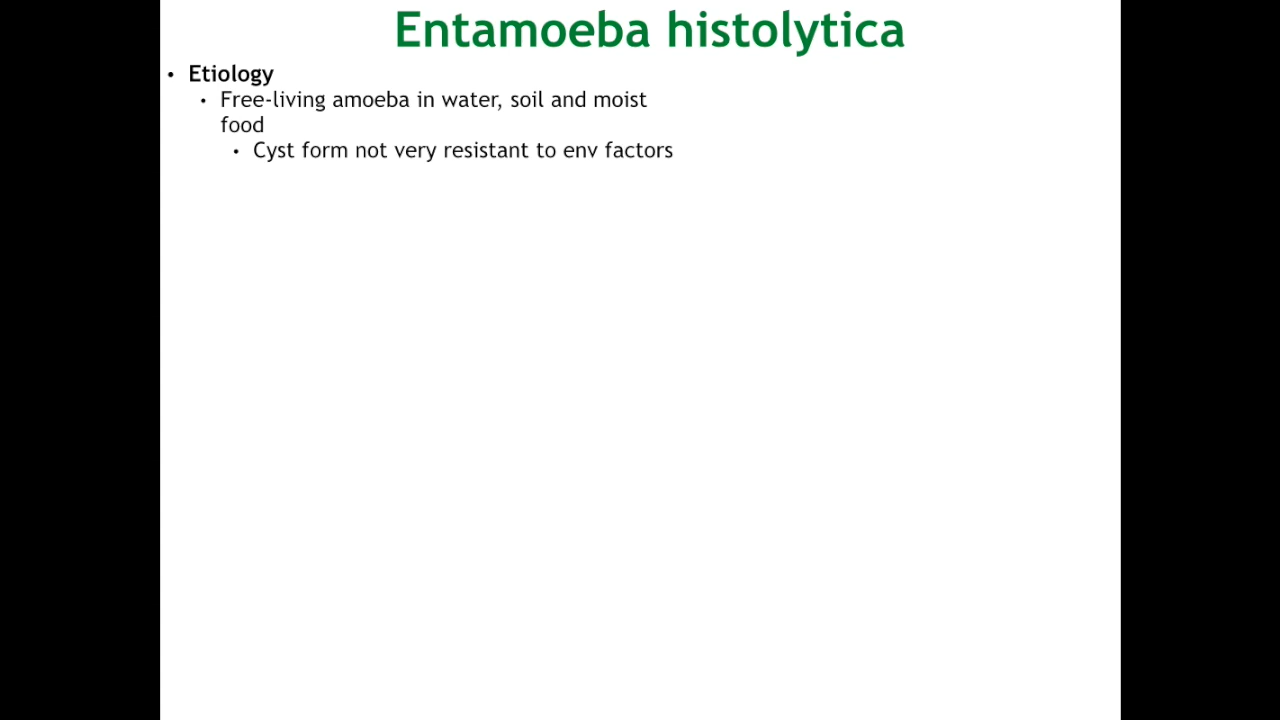 Entamoeba histolytica
• Etiology
• Free-living amoeba in water, soil and moist
food
• Cyst form not very resistant to env factors